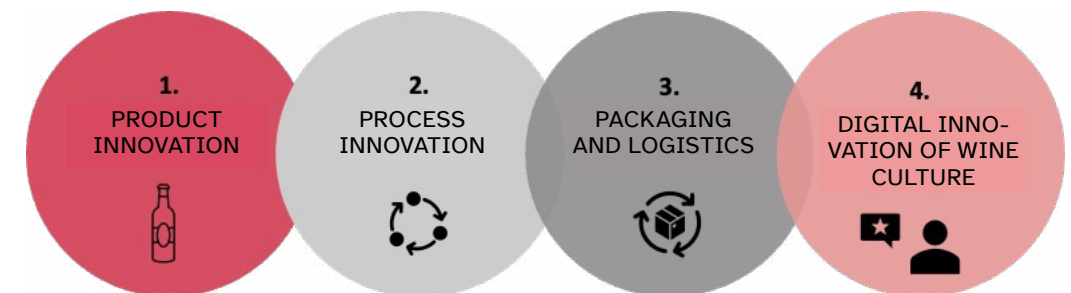 1.
PRODUCT
INNOVATION
2.
PROCESS
INNOVATION
3.
PACKAGING
AND LOGISTICS
4.
DIGITAL INNO-
VATION OF WINE
CULTURE